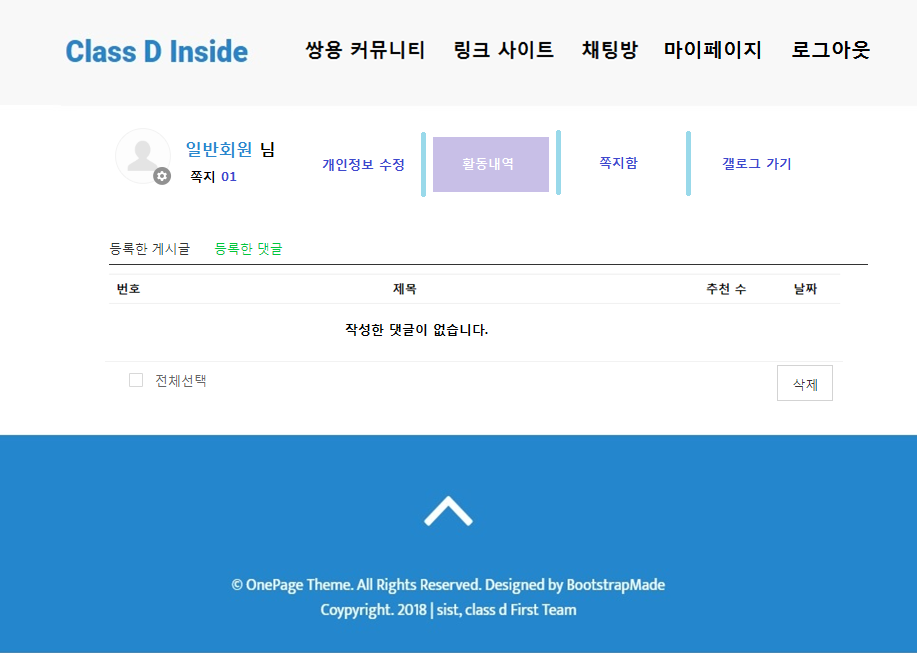 Class D Inside 쌍용 커뮤니티 링크 사이트 채팅방 마이페이지 로그아웃
일반회원 님
쪽지 01
개인정보 수정 활동내역 쪽지함 갤로그 가기
등록한 게시글 등록한 댓글
번호 제목 추천 수 날짜
작성한 댓글이 없습니다.
전체선택 삭제
© OnePage Theme. All Rights Reserved. Designed by BootstrapMade
Coypyright. 2018 | sist, class d First Team